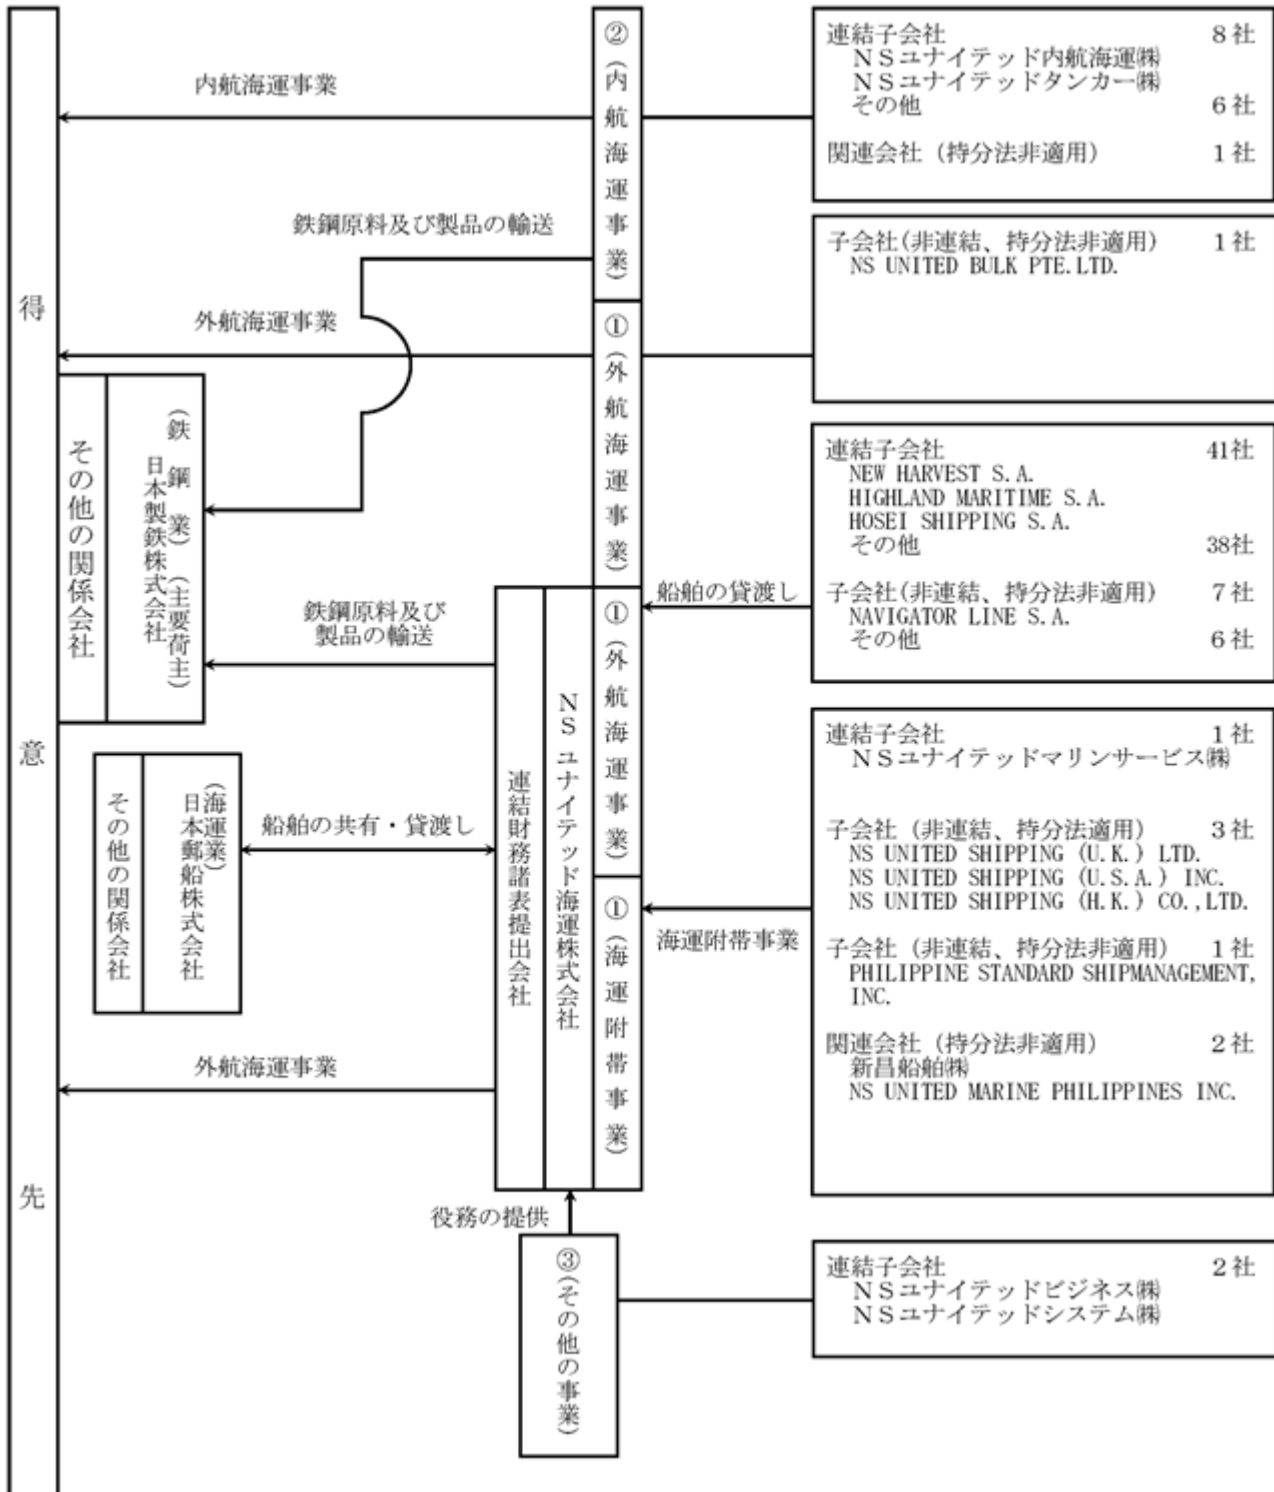 得意先
内航海運事業
鉄鋼原料及び製品の輸送
外航海運事業
その他の関係会社
日本製鉄株式会社
(鉄鋼業) (主要荷主)
鉄鋼原料及び
製品の輸送
その他の関係会社
日本郵船株式会社
(海運業)
船舶の共有・貸渡し
外航海運事業
連結財務諸表提出会社
NSユナイテッド海運株式会社
②(内航海運事業)
①(外航海運事業)
①(外航海運事業)
①(海運附帯事業)
役務の提供
③(その他の事業)
船舶の貸渡し
海運附帯事業
連結子会社 8社
NSユナイテッド内航海運㈱
NSユナイテッドタンカー㈱
その他 6社
関連会社(持分法非適用) 1社
子会社(非連結、持分法非適用) 1社
NS UNITED BULK PTE.LTD.
連結子会社 41社
NEW HARVEST S.A.
HIGHLAND MARITIME S.A.
HOSEI SHIPPING S.A.
その他 38社
子会社(非連結、持分法非適用) 7社
NAVIGATOR LINE S.A.
その他 6社
連結子会社 1社
NSユナイテッドマリンサービス㈱
子会社(非連結、持分法適用) 3社
NS UNITED SHIPPING (U.K.) LTD.
NS UNITED SHIPPING (U.S.A.) INC.
NS UNITED SHIPPING (H.K.) CO.,LTD.
子会社(非連結、持分法非適用) 1社
PHILIPPINE STANDARD SHIPMANAGEMENT,
INC.
関連会社(持分法非適用) 2社
新昌船舶㈱
NS UNITED MARINE PHILIPPINES INC.
連結子会社 2社
NSユナイテッドビジネス㈱
NSユナイテッドシステム㈱